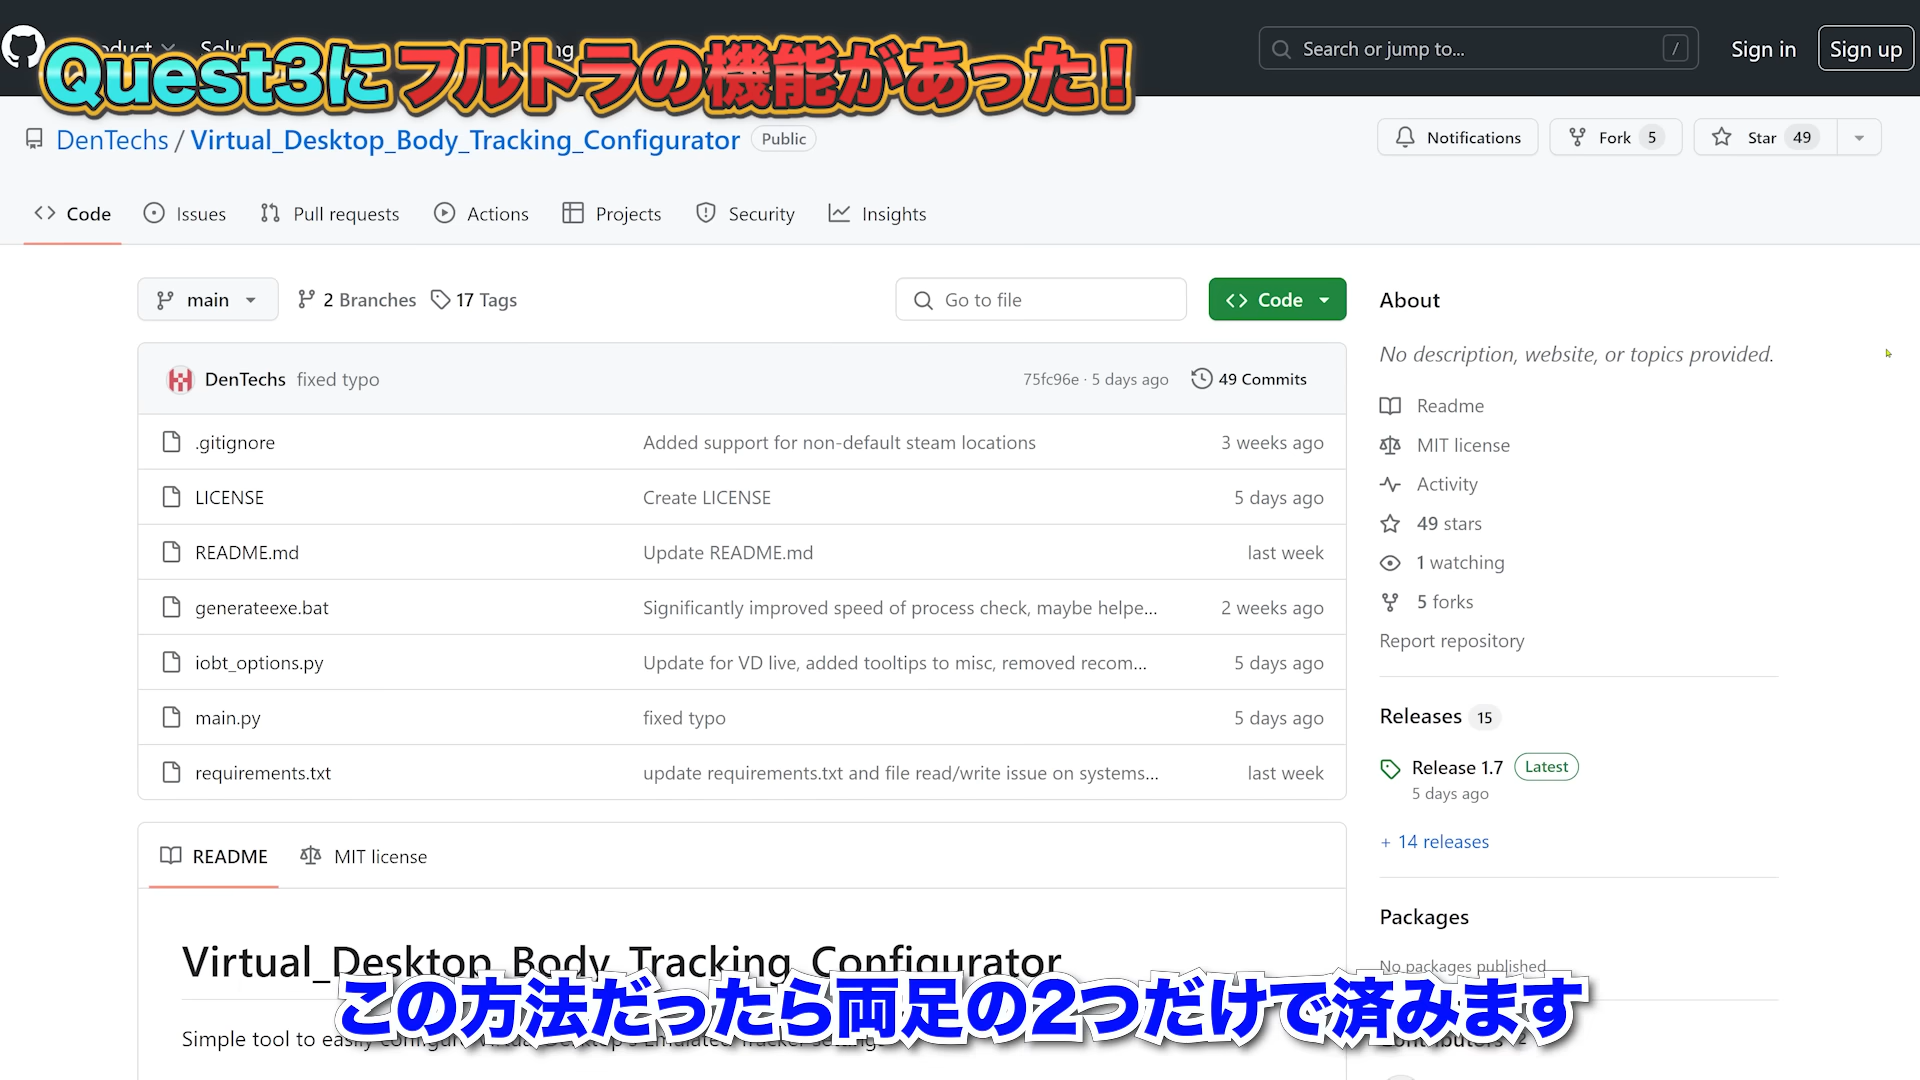 Quest3にフルトラの機能があった!
Search or jump to...
/
Sign in
Sign up
DenTechs / Virtual_Desktop_Body_Tracking_Configurator
Public
Notifications
Fork 5
Star 49
Code
Issues
Pull requests
Actions
Projects
Security
Insights
main
2 Branches
17 Tags
Go to file
Code
DenTechs fixed typo
75fc96e · 5 days ago
49 Commits
.gitignore Added support for non-default steam locations 3 weeks ago
LICENSE Create LICENSE 5 days ago
README.md Update README.md last week
generateexe.bat Significantly improved speed of process check, maybe helpe... 2 weeks ago
iobt_options.py Update for VD live, added tooltips to misc, removed recom... 5 days ago
main.py fixed typo 5 days ago
requirements.txt update requirements.txt and file read/write issue on systems... last week
README
MIT license
Virtual_Desktop_Body_Tracking_Configurator
Simple tool to easily
この方法だったら両足の2つだけで済みます
About
No description, website, or topics provided.
Readme
MIT license
Activity
49 stars
1 watching
5 forks
Report repository
Releases 15
Release 1.7 Latest
5 days ago
+ 14 releases
Packages
No packages published
Contributors 2